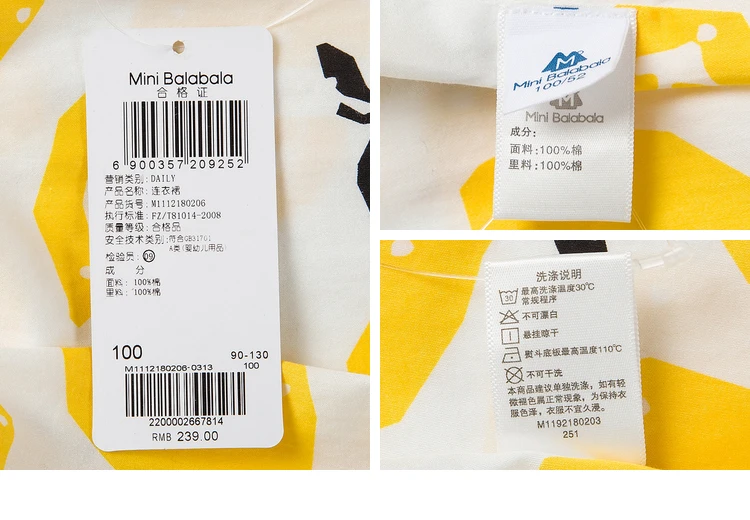 Mini Balabala
合格证
6 900357 209252
营销类别: DAILY
产品名称: 连衣裙
产品货号: M1112180206
执行标准: FZ/T81014-2008
质量等级: 合格品
安全技术类别: 符合GB31701
A类(婴幼儿用品)
检验员: 09
成 分
面料: 100%棉
里料: 100%棉
100
90-130
M1112180206-0313
100
2200002667814
RMB 239.00
Mini Balabala
100/52
Mini Balabala
成分:
面料:100%棉
里料:100%棉
洗涤说明
30 最高洗涤温度30℃
常规程序
不可漂白
悬挂晾干
熨斗底板最高温度110℃
不可干洗
本商品建议单独洗涤，如有轻
微褪色属正常现象，为保持衣
服色泽，衣服不宜久浸。
M1192180203
251